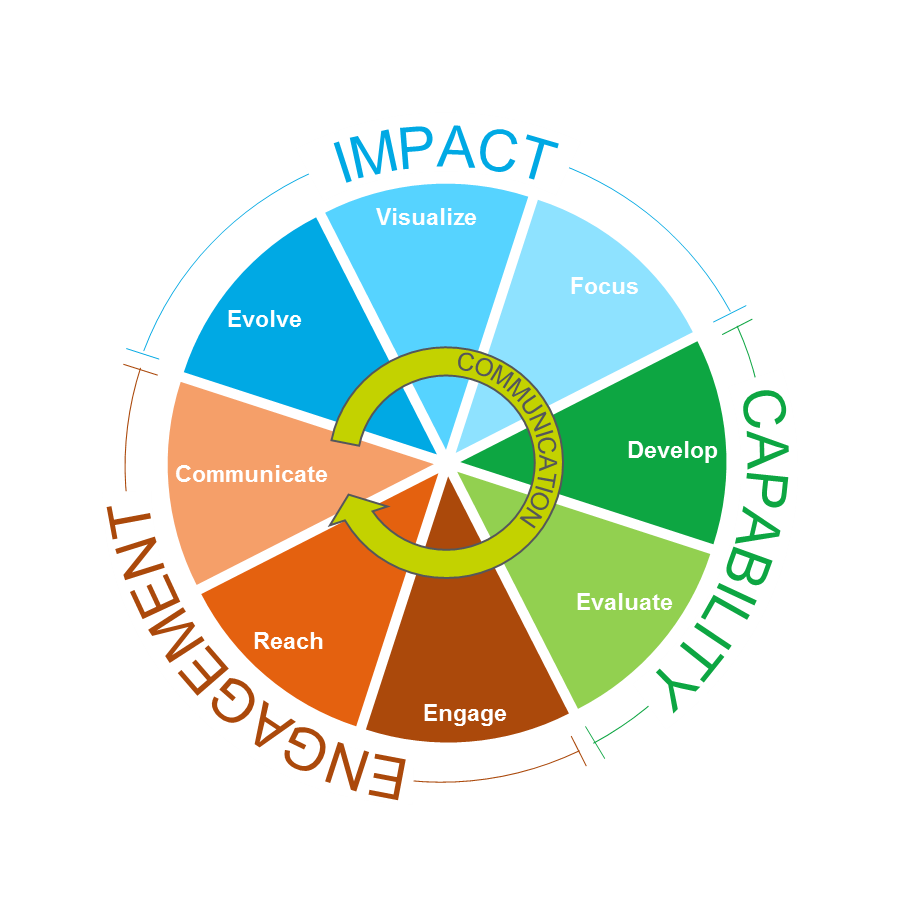 IMPACT
Visualize
Focus
Evolve
COMMUNICATION
CAPABILITY
Develop
Communicate
Evaluate
Reach
Engage
ENGAGEMENT